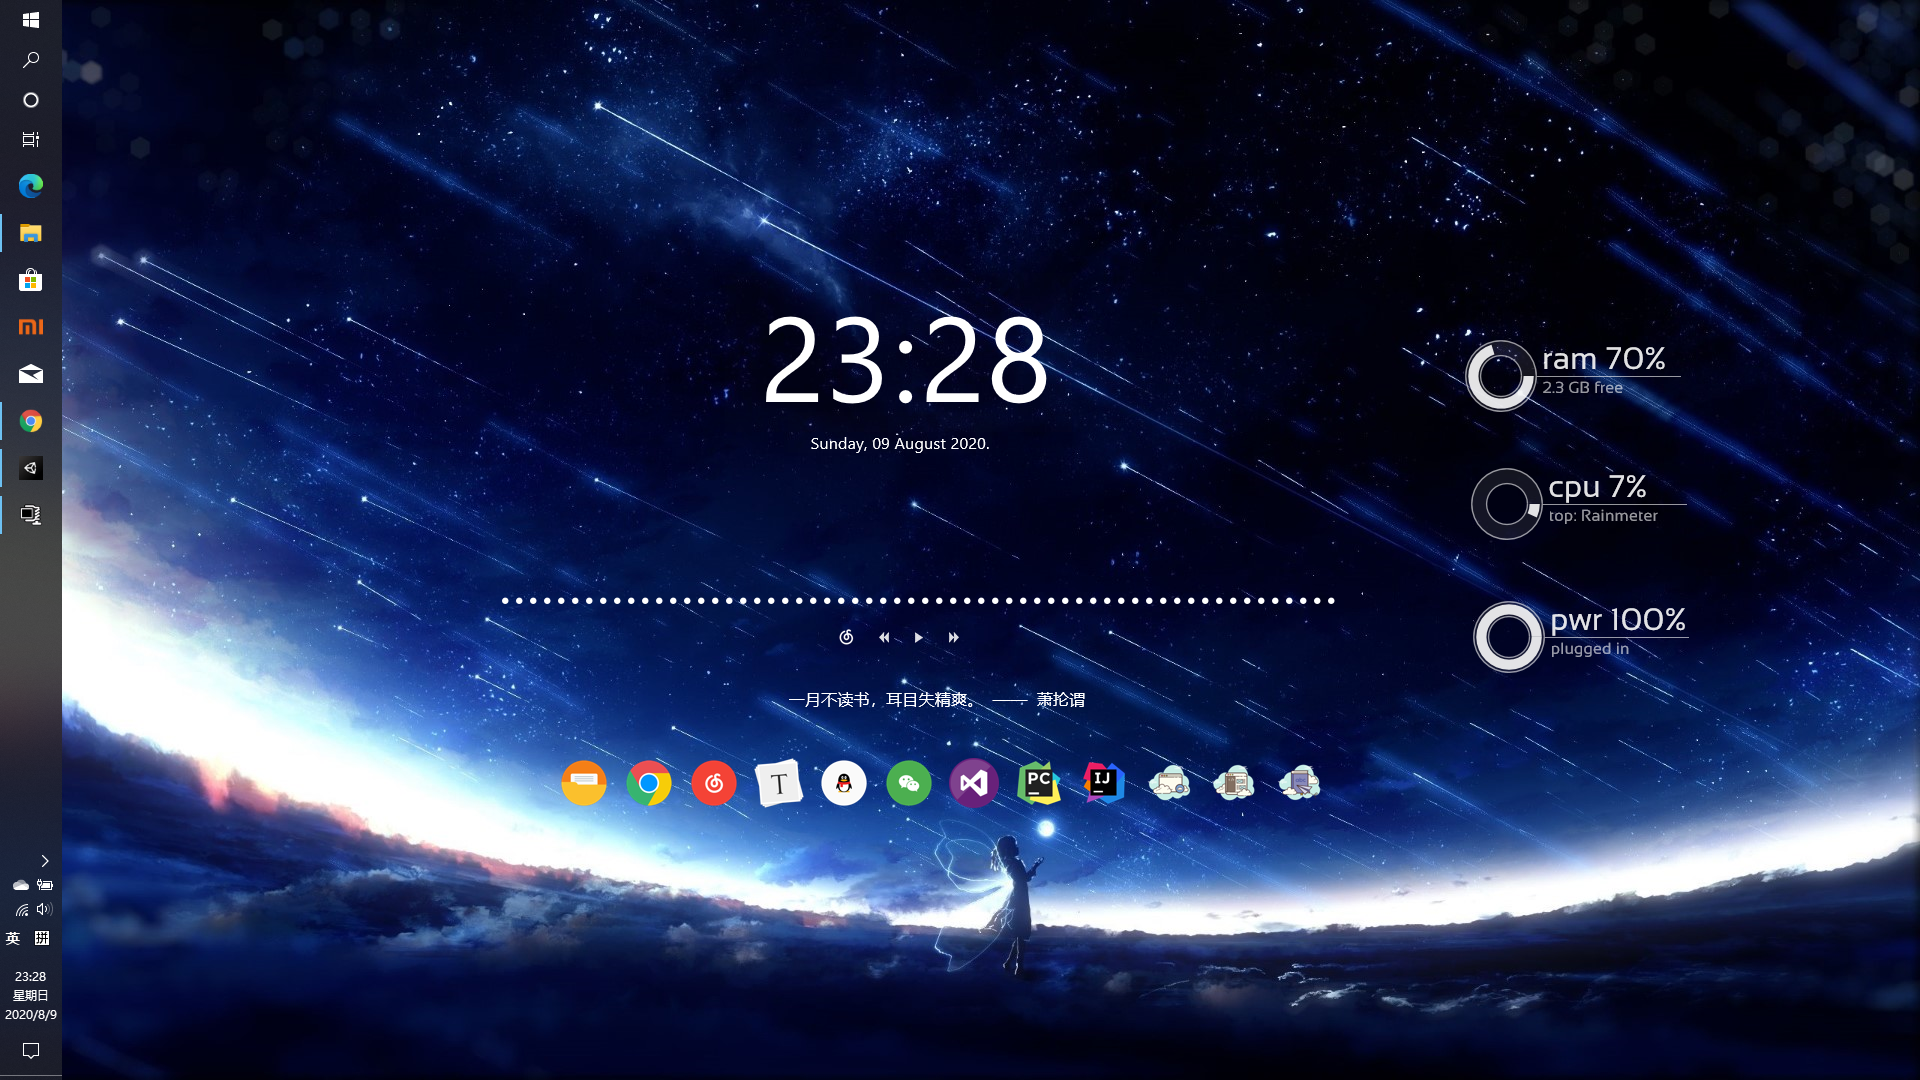 23:28
Sunday, 09 August 2020.
ram 70%
2.3 GB free
cpu 7%
top: Rainmeter
pwr 100%
plugged in
一月不读书，耳目失精爽。 —— 萧抡谓
T
PC
IJ
mi
英 拼
23:28
星期日
2020/8/9